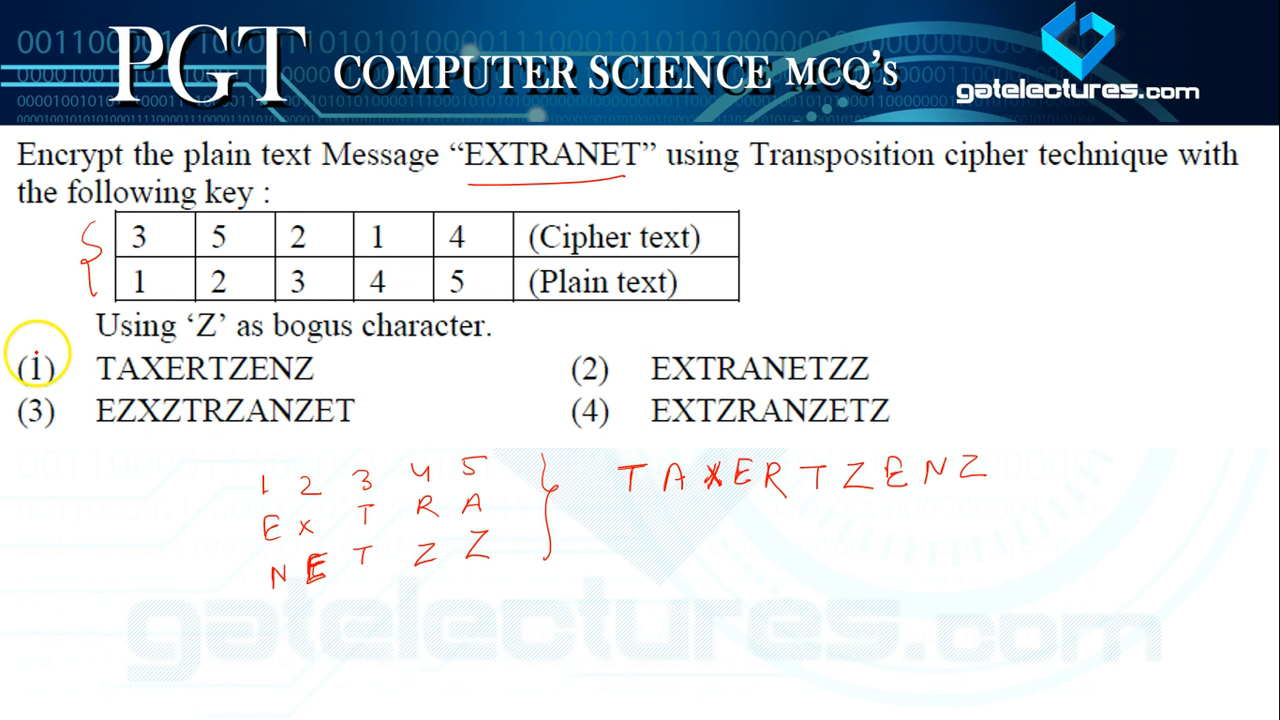 PGT COMPUTER SCIENCE MCQ's
gatelectures.com
Encrypt the plain text Message “EXTRANET” using Transposition cipher technique with
the following key :
3 5 2 1 4 (Cipher text)
1 2 3 4 5 (Plain text)
Using ‘Z’ as bogus character.
(1) TAXERTZENZ (2) EXTRANETZZ
(3) EZXZTRZANZET (4) EXTZRANZETZ
1 2 3 4 5
E X T R A
N E T Z Z
T A X E R T Z E N Z
gatelectures.com